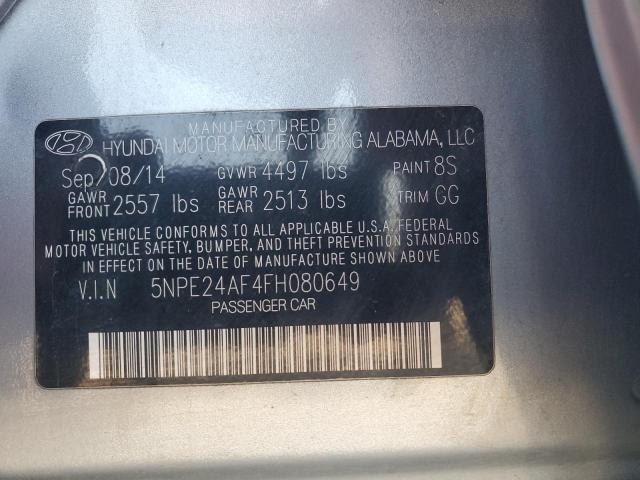 MANUFACTURED BY
HYUNDAI MOTOR MANUFACTURING ALABAMA, LLC
Sep/08/14 GVWR 4497 lbs PAINT 8S
GAWR FRONT 2557 lbs GAWR REAR 2513 lbs TRIM GG
THIS VEHICLE CONFORMS TO ALL APPLICABLE U.S.A. FEDERAL
MOTOR VEHICLE SAFETY, BUMPER, AND THEFT PREVENTION STANDARDS
IN EFFECT ON THE DATE OF MANUFACTURE SHOWN ABOVE.
V.I.N 5NPE24AF4FH080649
PASSENGER CAR